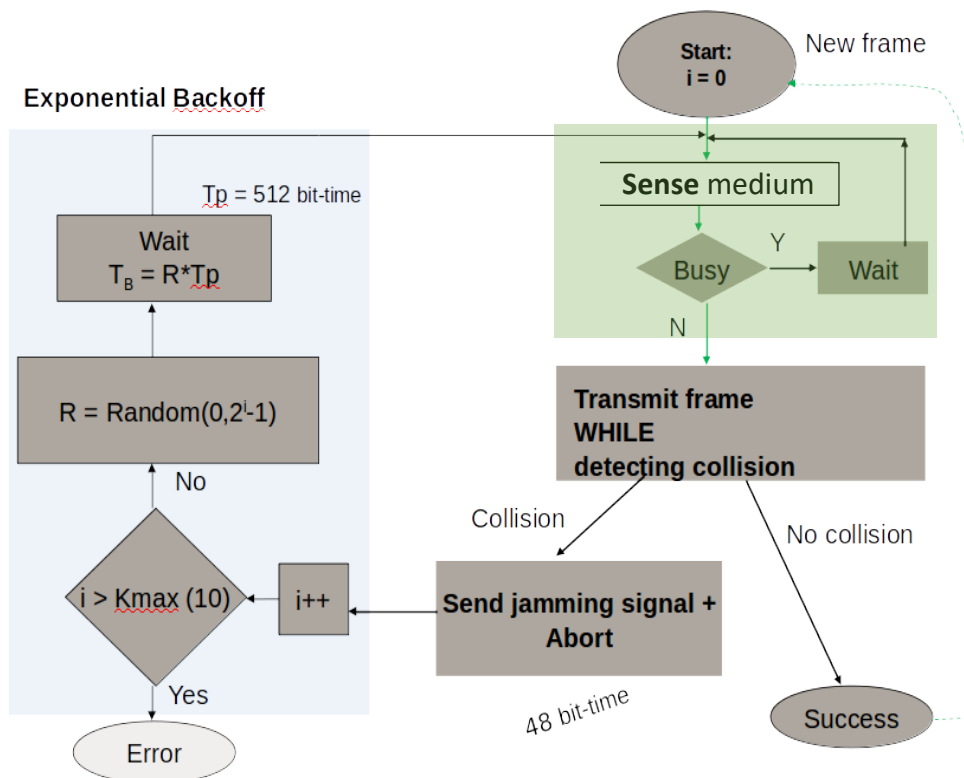 Start:
i = 0
New frame
Exponential Backoff
Sense medium
Tp = 512 bit-time
Wait
T_B = R*Tp
Busy
Y
Wait
N
R = Random(0,2^i-1)
Transmit frame
WHILE
detecting collision
No
Collision
No collision
i > Kmax (10)
i++
Send jamming signal +
Abort
Yes
48 bit-time
Success
Error